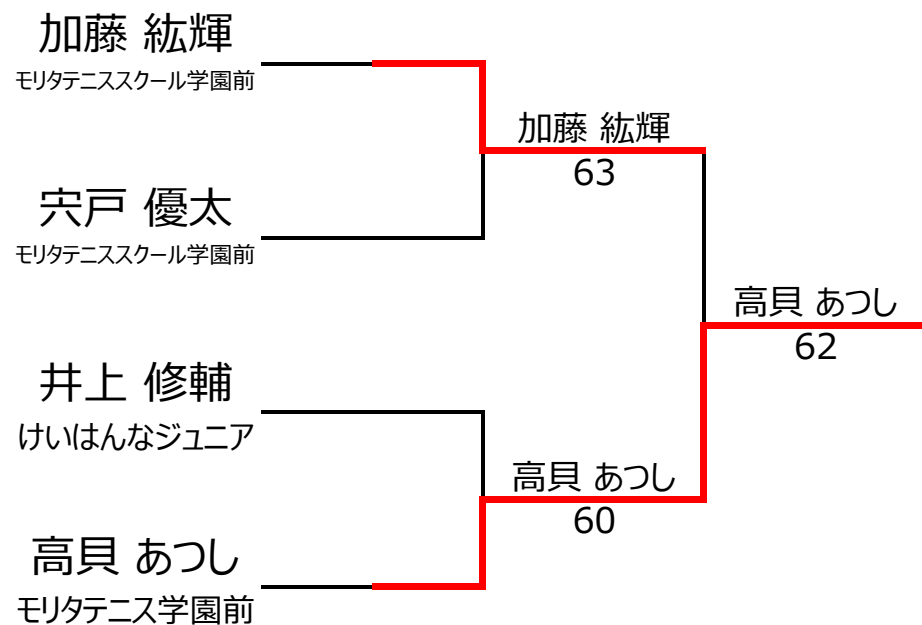 加藤 紘輝
モリタテニススクール学園前
宍戸 優太
モリタテニススクール学園前
井上 修輔
けいはんなジュニア
高貝 あつし
モリタテニス学園前
加藤 紘輝
63
高貝 あつし
60
高貝 あつし
62